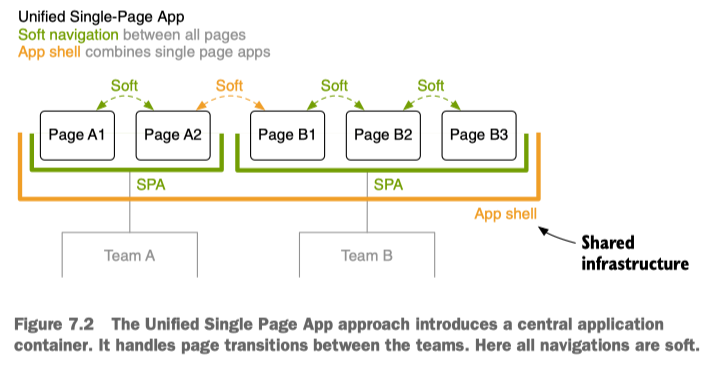 Unified Single-Page App
Soft navigation between all pages
App shell combines single page apps
Soft
Soft
Soft
Soft
Page A1
Page A2
Page B1
Page B2
Page B3
SPA
SPA
App shell
Team A
Team B
Shared
infrastructure
Figure 7.2 The Unified Single Page App approach introduces a central application
container. It handles page transitions between the teams. Here all navigations are soft.